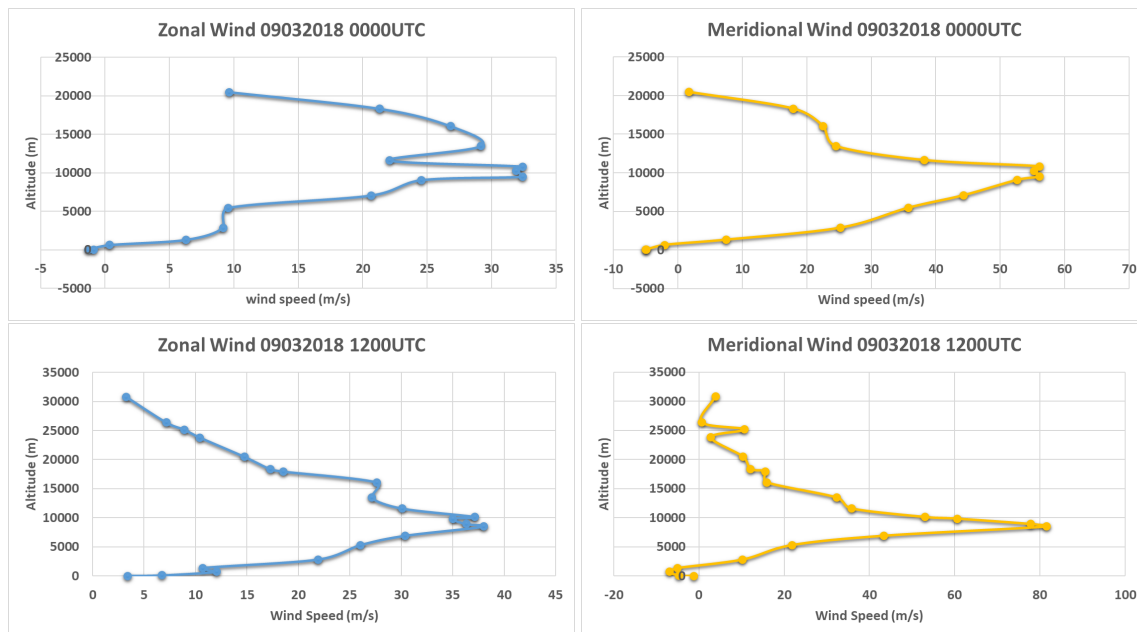 Zonal Wind 09032018 0000UTC
25000
20000
15000
10000
5000
0
-5000
Altitude (m)
-5 0 5 10 15 20 25 30 35
wind speed (m/s)
Meridional Wind 09032018 0000UTC
25000
20000
15000
10000
5000
0
-5000
Altitude (m)
-10 0 10 20 30 40 50 60 70
Wind speed (m/s)
Zonal Wind 09032018 1200UTC
35000
30000
25000
20000
15000
10000
5000
0
Altitude (m)
0 5 10 15 20 25 30 35 40 45
Wind Speed (m/s)
Meridional Wind 09032018 1200UTC
35000
30000
25000
20000
15000
10000
5000
0
Altitude (m)
-20 0 20 40 60 80 100
Wind Speed (m/s)